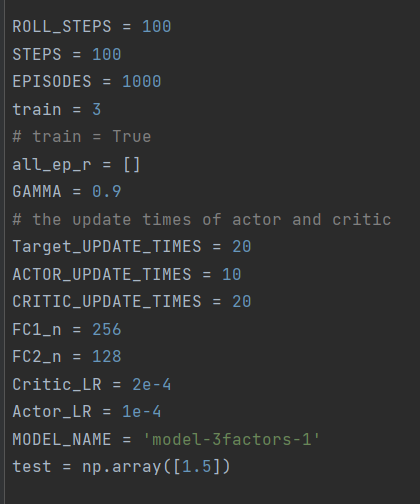 ROLL_STEPS = 100
STEPS = 100
EPISODES = 1000
train = 3
# train = True
all_ep_r = []
GAMMA = 0.9
# the update times of actor and critic
Target_UPDATE_TIMES = 20
ACTOR_UPDATE_TIMES = 10
CRITIC_UPDATE_TIMES = 20
FC1_n = 256
FC2_n = 128
Critic_LR = 2e-4
Actor_LR = 1e-4
MODEL_NAME = 'model-3factors-1'
test = np.array([1.5])